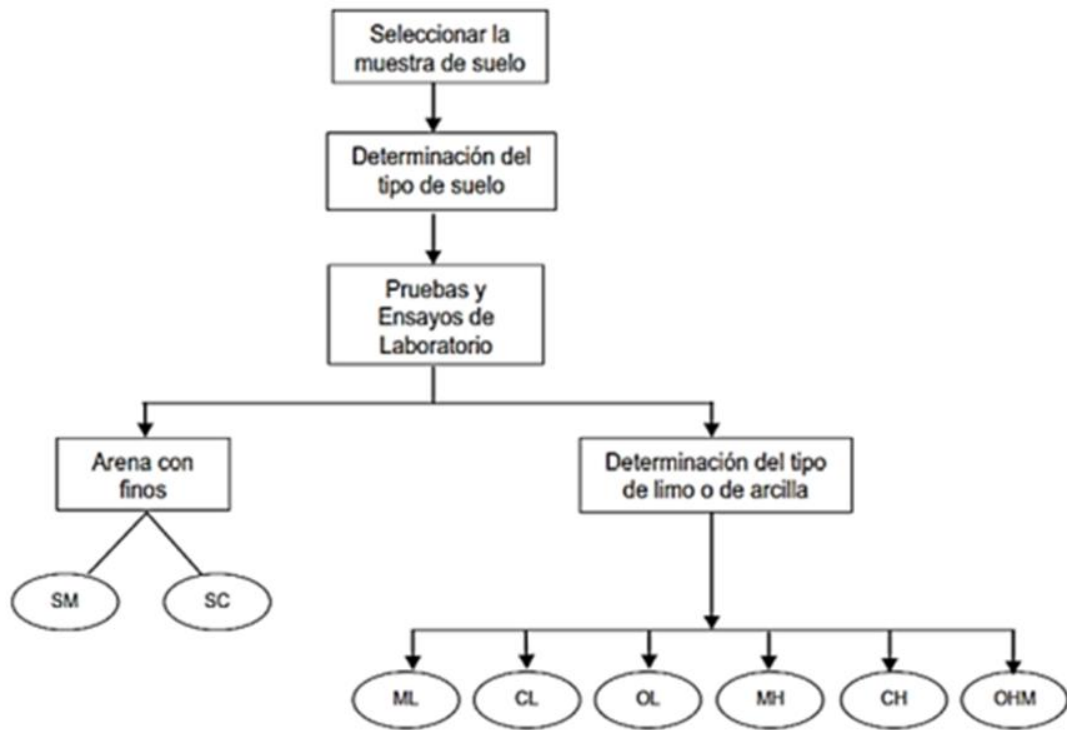 Seleccionar la
muestra de suelo
Determinación del
tipo de suelo
Pruebas y
Ensayos de
Laboratorio
Arena con
finos
Determinación del tipo
de limo o de arcilla
SM
SC
ML
CL
OL
MH
CH
OHM